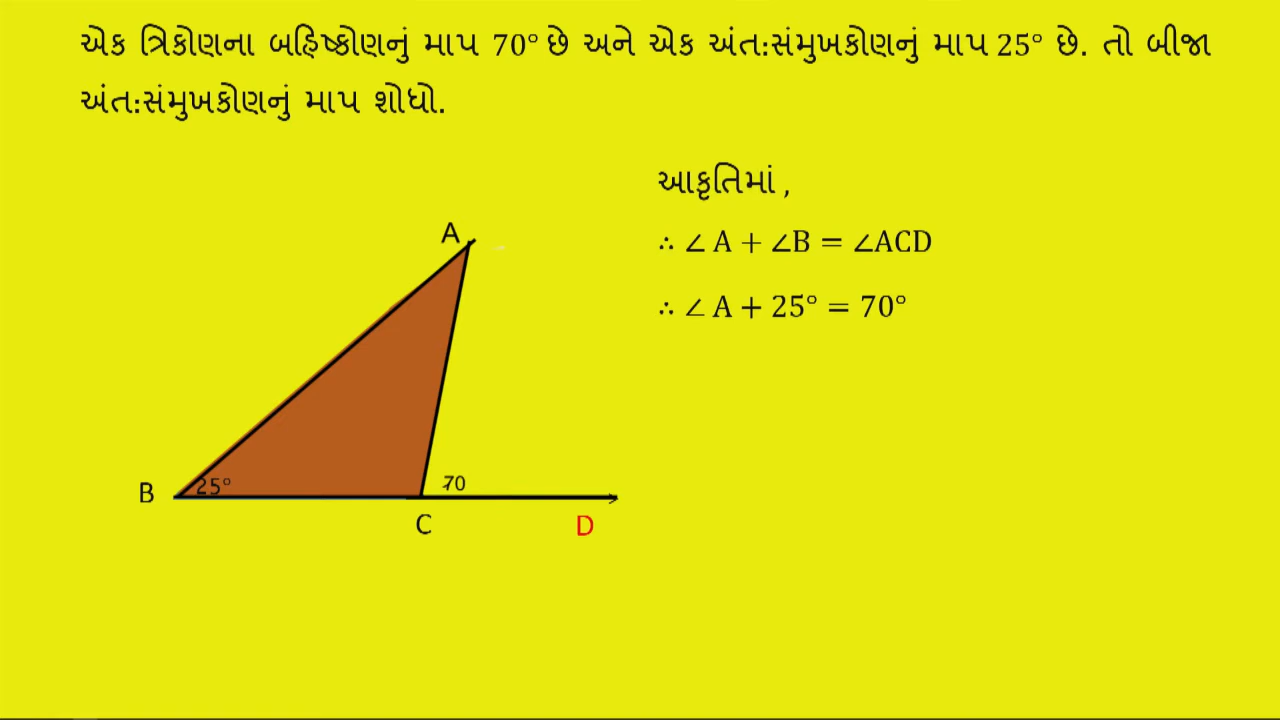 એક ત્રિકોણના બહિષ્કોણનું માપ 70° છે અને એક અંત:સંમુખકોણનું માપ 25° છે. તો બીજા
અંત:સંમુખકોણનું માપ શોધો.
આકૃતિમાં ,
∴ ∠ A + ∠B = ∠ACD
∴ ∠ A + 25° = 70°
A
B
25°
70
C
D